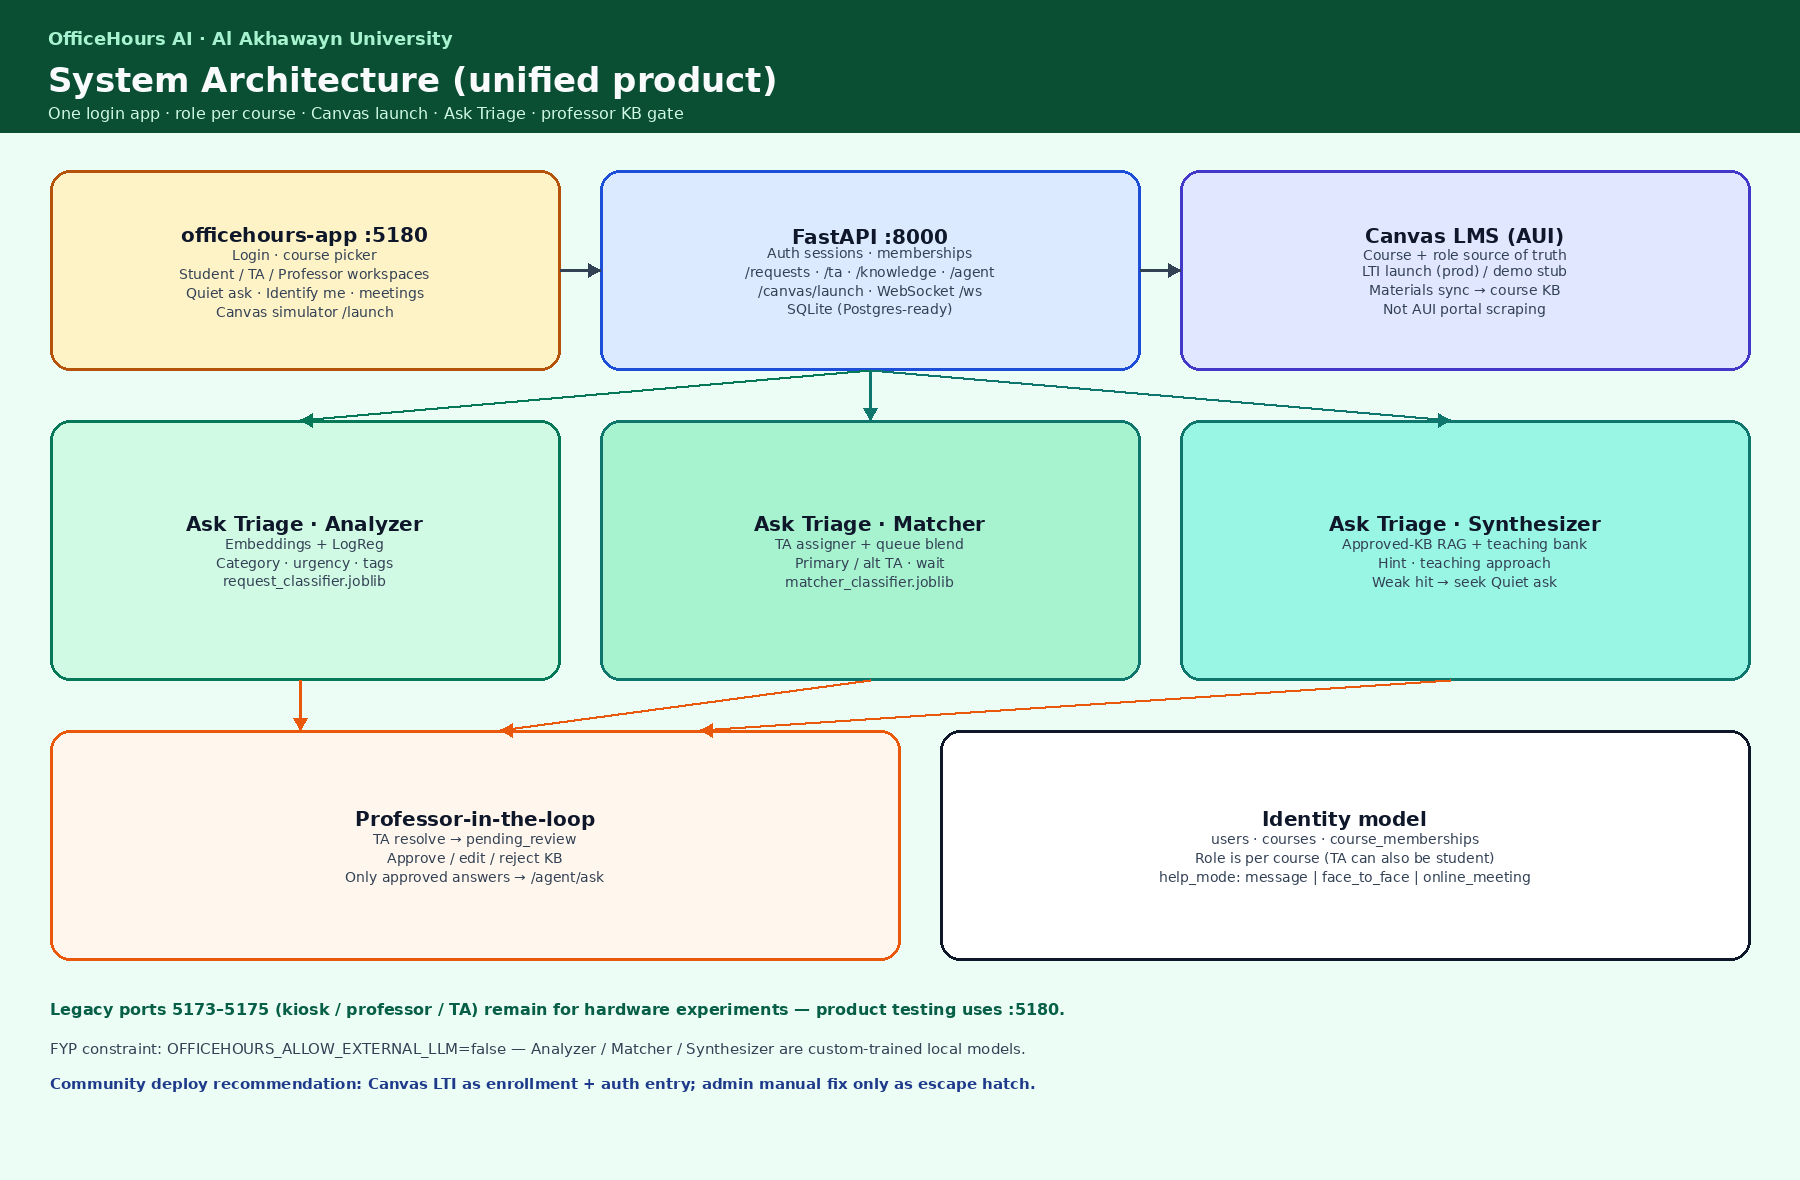 OfficeHours AI · Al Akhawayn University
System Architecture (unified product)
One login app · role per course · Canvas launch · Ask Triage · professor KB gate
officehours-app :5180
Login · course picker
Student / TA / Professor workspaces
Quiet ask · Identify me · meetings
Canvas simulator /launch
FastAPI :8000
Auth sessions · memberships
/requests · /ta · /knowledge · /agent
/canvas/launch · WebSocket /ws
SQLite (Postgres-ready)
Canvas LMS (AUI)
Course + role source of truth
LTI launch (prod) / demo stub
Materials sync → course KB
Not AUI portal scraping
Ask Triage · Analyzer
Embeddings + LogReg
Category · urgency · tags
request_classifier.joblib
Ask Triage · Matcher
TA assigner + queue blend
Primary / alt TA · wait
matcher_classifier.joblib
Ask Triage · Synthesizer
Approved-KB RAG + teaching bank
Hint · teaching approach
Weak hit → seek Quiet ask
Professor-in-the-loop
TA resolve → pending_review
Approve / edit / reject KB
Only approved answers → /agent/ask
Identity model
users · courses · course_memberships
Role is per course (TA can also be student)
help_mode: message | face_to_face | online_meeting
Legacy ports 5173–5175 (kiosk / professor / TA) remain for hardware experiments — product testing uses :5180.
FYP constraint: OFFICEHOURS_ALLOW_EXTERNAL_LLM=false — Analyzer / Matcher / Synthesizer are custom-trained local models.
Community deploy recommendation: Canvas LTI as enrollment + auth entry; admin manual fix only as escape hatch.